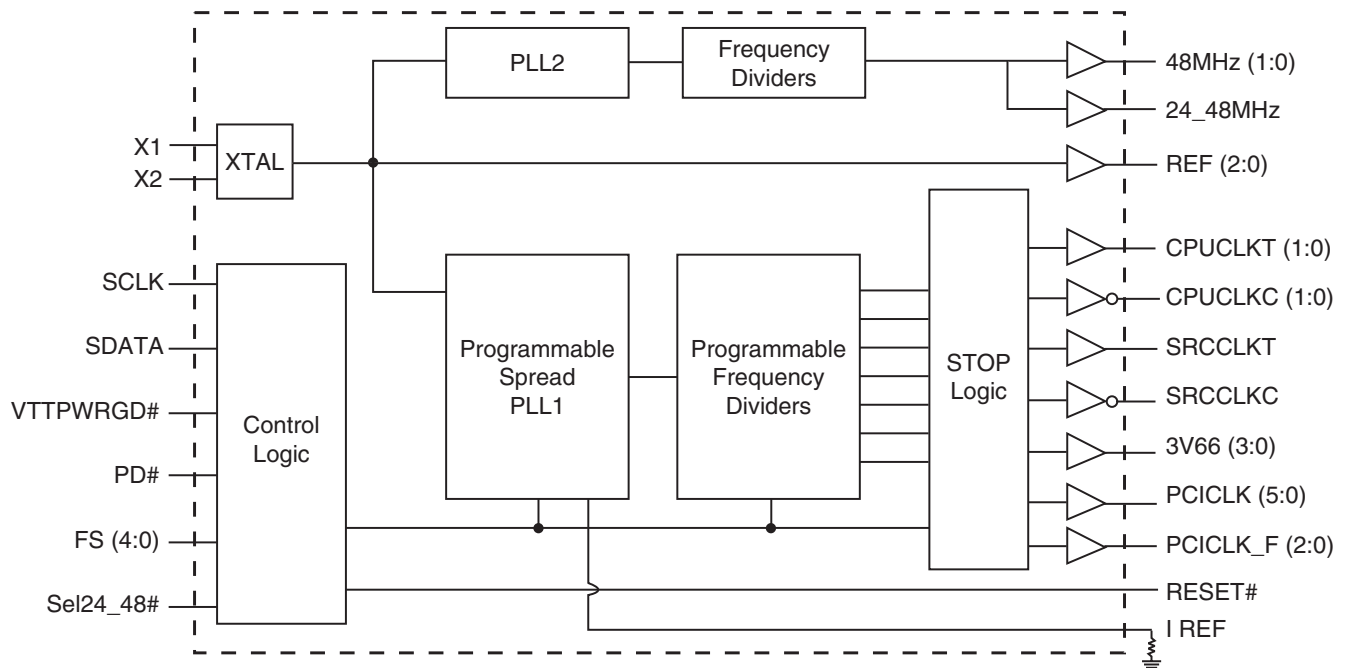 PLL2
Frequency
Dividers
48MHz (1:0)
24_48MHz
X1
X2
XTAL
REF (2:0)
SCLK
SDATA
VTTPWRGD#
PD#
FS (4:0)
Sel24_48#
Control
Logic
Programmable
Spread
PLL1
Programmable
Frequency
Dividers
STOP
Logic
CPUCLKT (1:0)
CPUCLKC (1:0)
SRCCLKT
SRCCLKC
3V66 (3:0)
PCICLK (5:0)
PCICLK_F (2:0)
RESET#
I REF